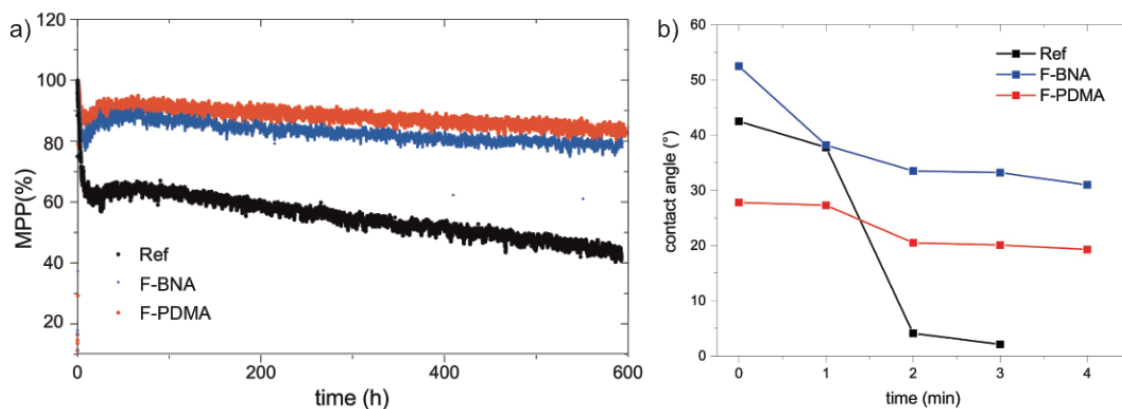 a)
120
100
80
60
40
20
MPP(%)
Ref
F-BNA
F-PDMA
0
200
400
600
time (h)
b)
60
50
40
30
20
10
0
contact angle (°)
Ref
F-BNA
F-PDMA
0
1
2
3
4
time (min)